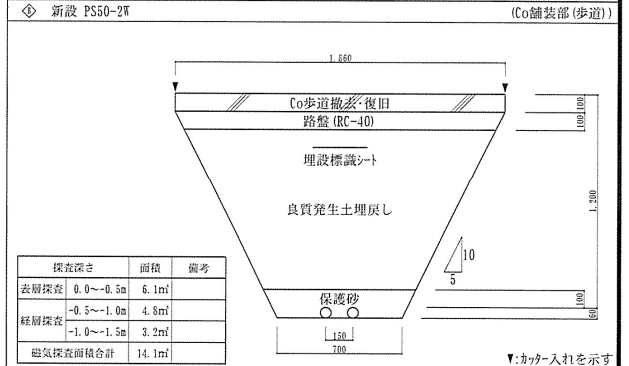 B 新設 PS50-2W (Co舗装部(歩道))
1,860
Co歩道撤去・復旧
100
路盤(RC-40)
100
埋設標識シート
良質発生土埋戻し
1,200
10
5
保護砂
100
60
150
700
探査深さ 面積 備考
表層探査 0.0～-0.5m 6.1㎡
経層探査 -0.5～-1.0m 4.8㎡
-1.0～-1.5m 3.2㎡
磁気探査面積合計 14.1㎡
▼:カッター入れを示す